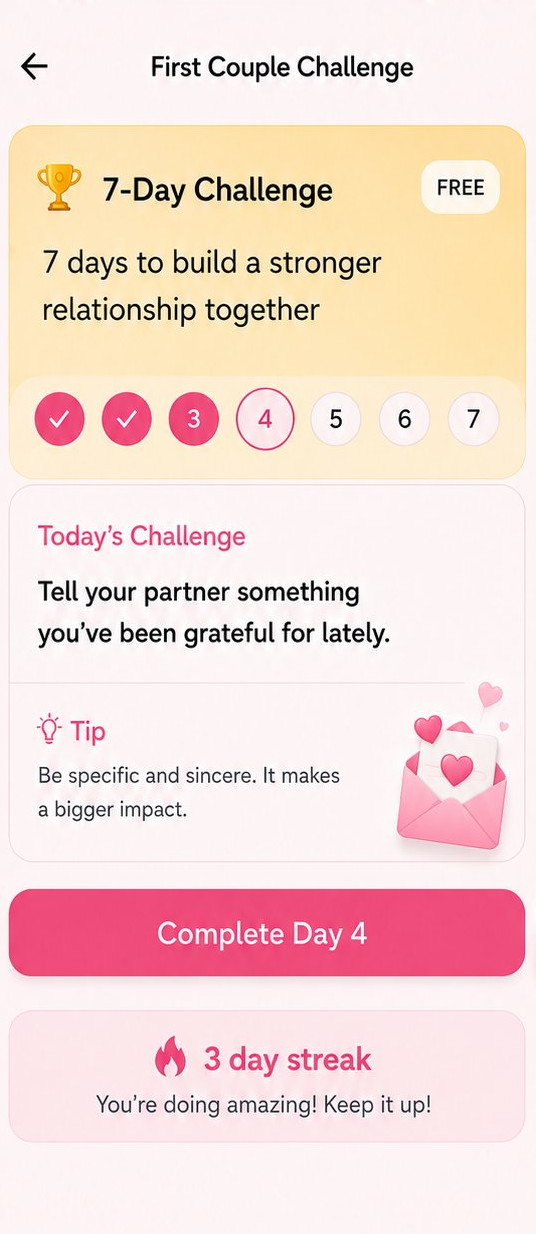 First Couple Challenge
7-Day Challenge
FREE
7 days to build a stronger
relationship together
3 4 5 6 7
Today's Challenge
Tell your partner something
you've been grateful for lately.
Tip
Be specific and sincere. It makes
a bigger impact.
Complete Day 4
3 day streak
You're doing amazing! Keep it up!